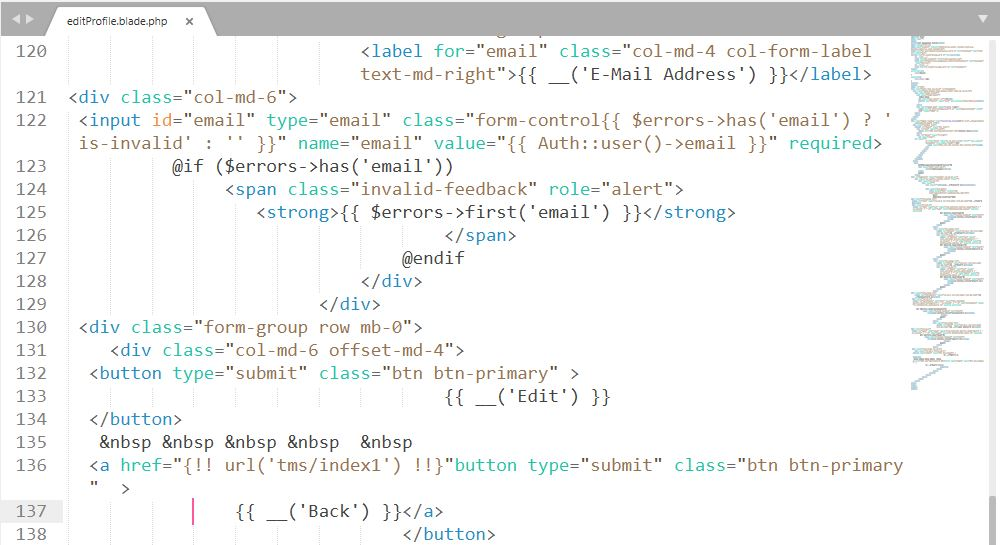 editProfile.blade.php ×
120 <label for="email" class="col-md-4 col-form-label
text-md-right">{{ __('E-Mail Address') }}</label>
121 <div class="col-md-6">
122 <input id="email" type="email" class="form-control{{ $errors->has('email') ? '
is-invalid' : '' }}" name="email" value="{{ Auth::user()->email }}" required>
123 @if ($errors->has('email'))
124 <span class="invalid-feedback" role="alert">
125 <strong>{{ $errors->first('email') }}</strong>
126 </span>
127 @endif
128 </div>
129 </div>
130 <div class="form-group row mb-0">
131 <div class="col-md-6 offset-md-4">
132 <button type="submit" class="btn btn-primary" >
133 {{ __('Edit') }}
134 </button>
135 &nbsp &nbsp &nbsp &nbsp  &nbsp
136 <a href="{!! url('tms/index1') !!}"button type="submit" class="btn btn-primary
"  >
137 {{ __('Back') }}</a>
138 </button>